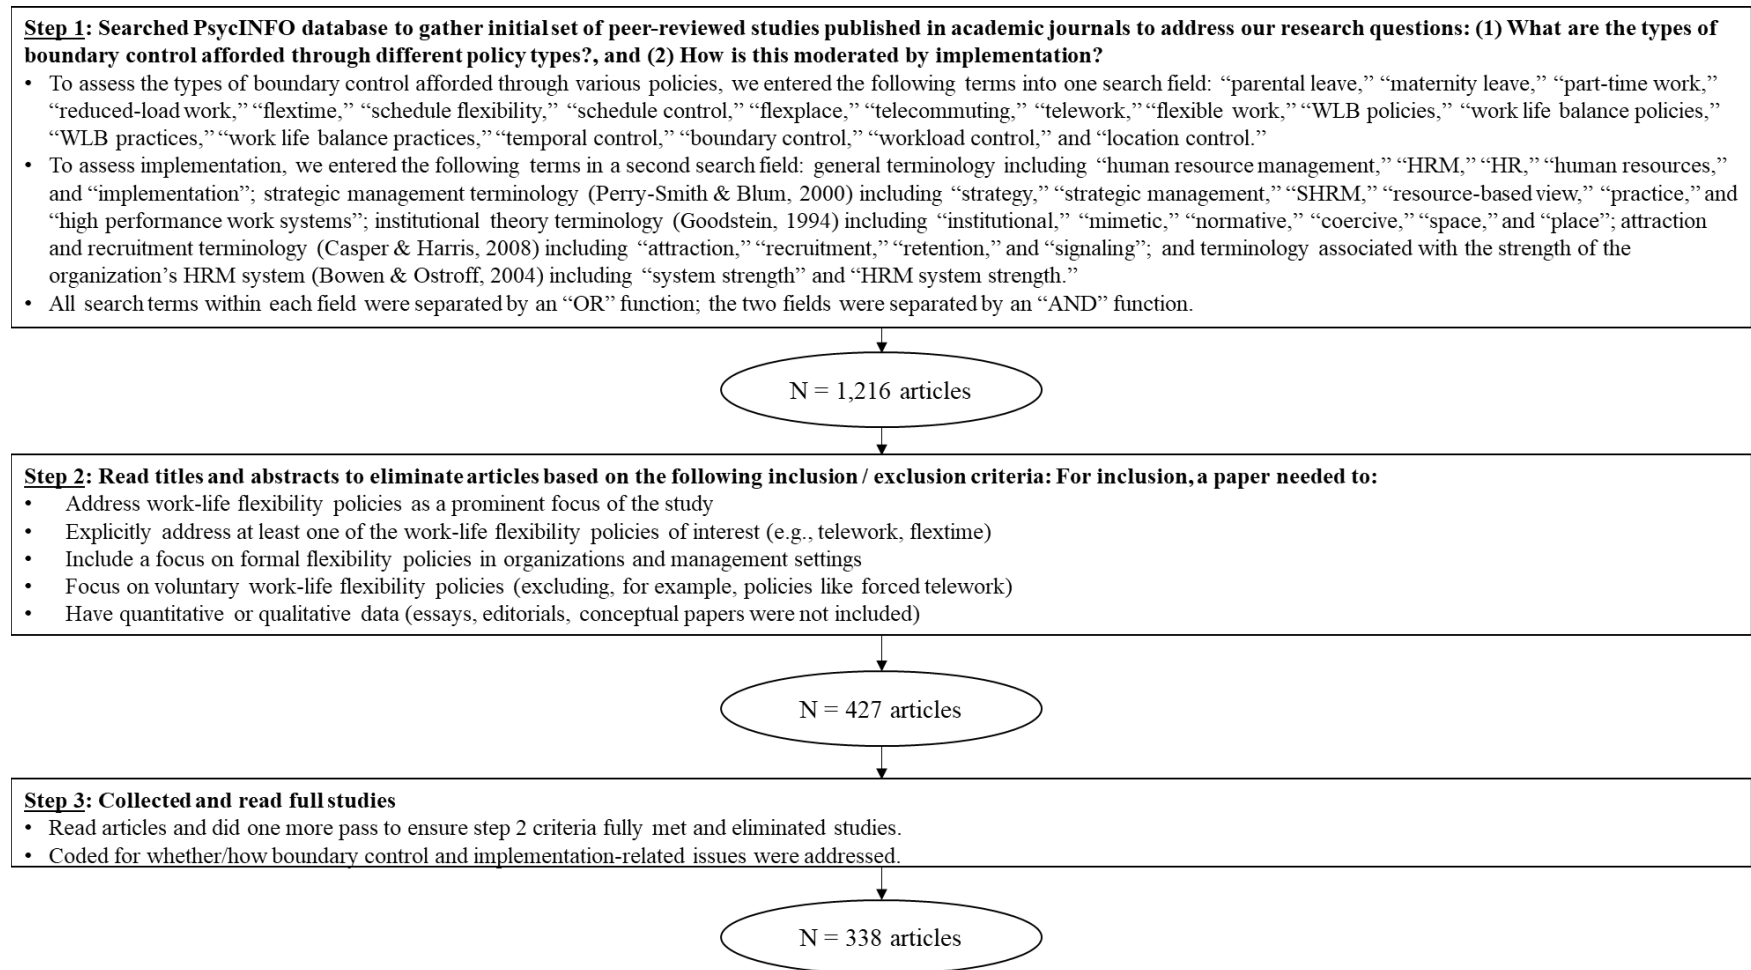 Step 1: Searched PsycINFO database to gather initial set of peer-reviewed studies published in academic journals to address our research questions: (1) What are the types of
boundary control afforded through different policy types?, and (2) How is this moderated by implementation?
• To assess the types of boundary control afforded through various policies, we entered the following terms into one search field: “parental leave,” “maternity leave,” “part-time work,”
“reduced-load work,” “flextime,” “schedule flexibility,” “schedule control,” “flexplace,” “telecommuting,” “telework,” “flexible work,” “WLB policies,” “work life balance policies,”
“WLB practices,” “work life balance practices,” “temporal control,” “boundary control,” “workload control,” and “location control.”
• To assess implementation, we entered the following terms in a second search field: general terminology including “human resource management,” “HRM,” “HR,” “human resources,”
and “implementation”; strategic management terminology (Perry-Smith & Blum, 2000) including “strategy,” “strategic management,” “SHRM,” “resource-based view,” “practice,” and
“high performance work systems”; institutional theory terminology (Goodstein, 1994) including “institutional,” “mimetic,” “normative,” “coercive,” “space,” and “place”; attraction
and recruitment terminology (Casper & Harris, 2008) including “attraction,” “recruitment,” “retention,” and “signaling”; and terminology associated with the strength of the
organization’s HRM system (Bowen & Ostroff, 2004) including “system strength” and “HRM system strength.”
• All search terms within each field were separated by an “OR” function; the two fields were separated by an “AND” function.
N = 1,216 articles
Step 2: Read titles and abstracts to eliminate articles based on the following inclusion / exclusion criteria: For inclusion, a paper needed to:
• Address work-life flexibility policies as a prominent focus of the study
• Explicitly address at least one of the work-life flexibility policies of interest (e.g., telework, flextime)
• Include a focus on formal flexibility policies in organizations and management settings
• Focus on voluntary work-life flexibility policies (excluding, for example, policies like forced telework)
• Have quantitative or qualitative data (essays, editorials, conceptual papers were not included)
N = 427 articles
Step 3: Collected and read full studies
• Read articles and did one more pass to ensure step 2 criteria fully met and eliminated studies.
• Coded for whether/how boundary control and implementation-related issues were addressed.
N = 338 articles